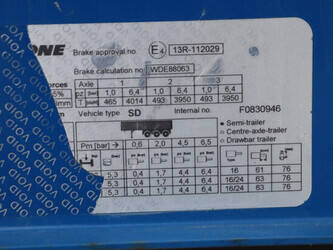 ONE
Brake approval no. E4 13R-112029
Brake calculation no. WDE88063
orces Axle 1 2 3
% pz 1,0 6,4 1,0 6,4 1,0 6,4
mm T 465 4014 493 3950 493 3950
Vehicle type SD Internal no. F0830946
Semi-trailer
Centre-axle-trailer
Drawbar trailer
Pm [bar] 0,6 2,0 4,5 6,5
5,3 0,4 1,7 4,4 6,4 16 61 76
5,3 0,4 1,7 4,4 6,4 16/24 63 76
5,3 0,4 1,7 4,4 6,4 16/24 63 76
VOID VOID VOID